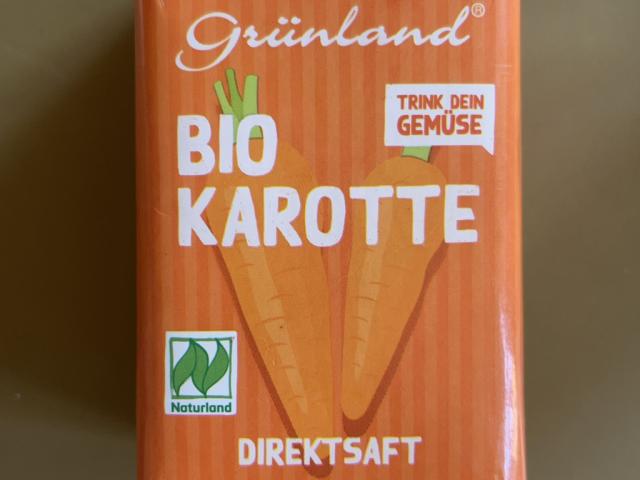 Grünland®
TRINK DEIN
GEMÜSE
BIO
KAROTTE
Naturland
DIREKTSAFT